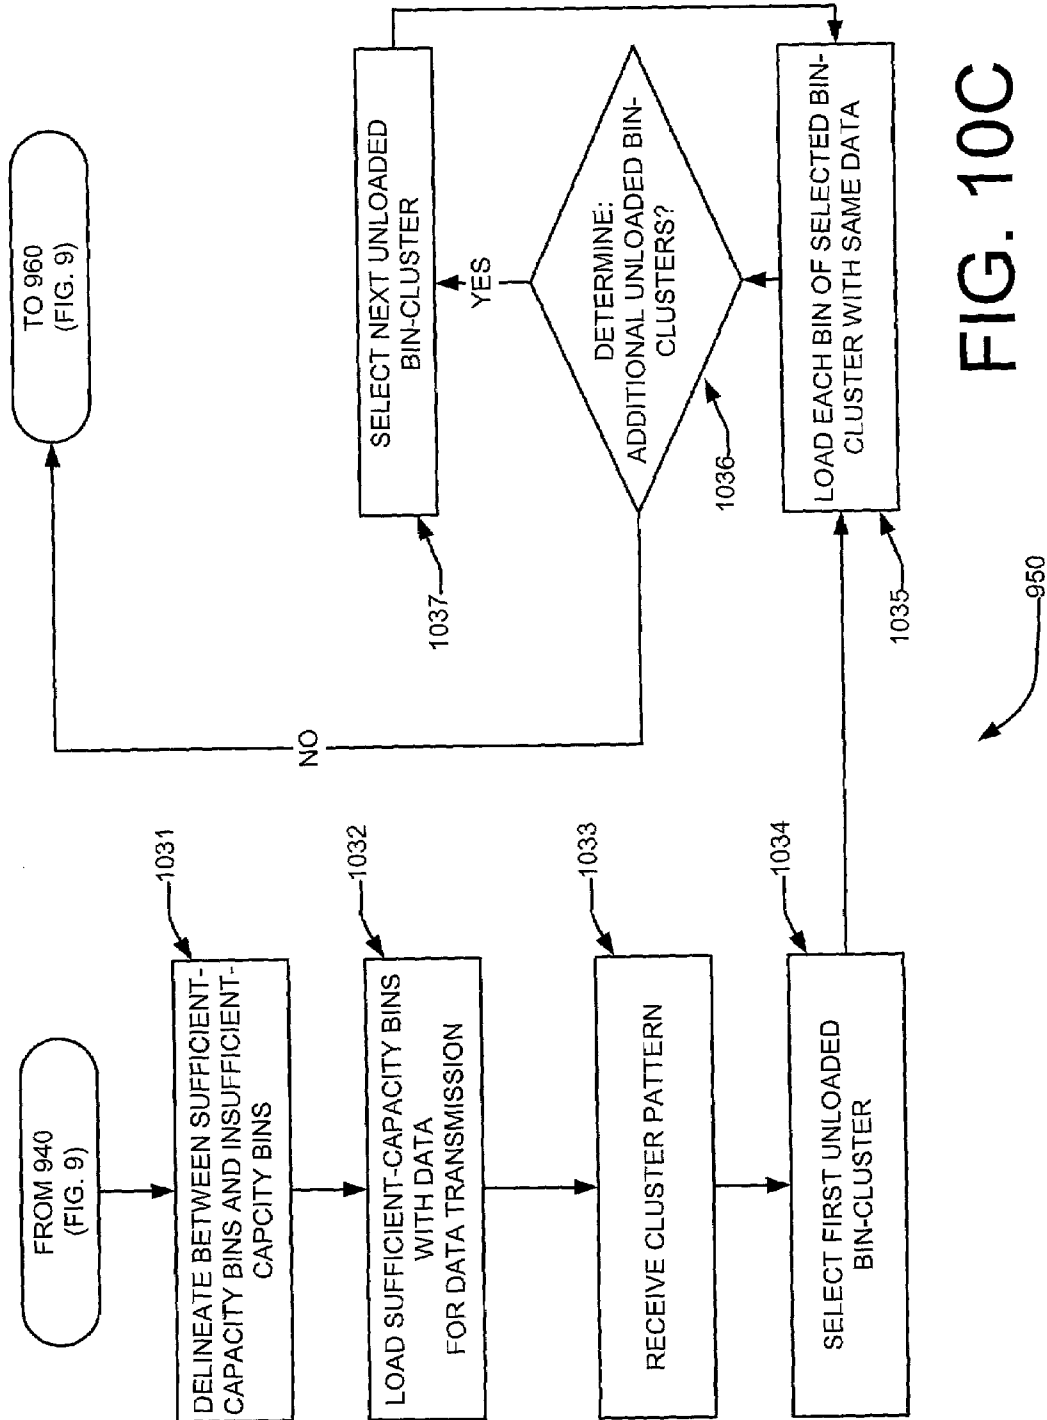 FROM 940
(FIG. 9)
DELINEATE BETWEEN SUFFICIENT-
CAPACITY BINS AND INSUFFICIENT-
CAPCITY BINS
1031
LOAD SUFFICIENT-CAPACITY BINS
WITH DATA
FOR DATA TRANSMISSION
1032
RECEIVE CLUSTER PATTERN
1033
SELECT FIRST UNLOADED
BIN-CLUSTER
1034
TO 960
(FIG. 9)
NO
SELECT NEXT UNLOADED
BIN-CLUSTER
1037
YES
DETERMINE:
ADDITIONAL UNLOADED BIN-
CLUSTERS?
1036
LOAD EACH BIN OF SELECTED BIN-
CLUSTER WITH SAME DATA
1035
950
FIG. 10C